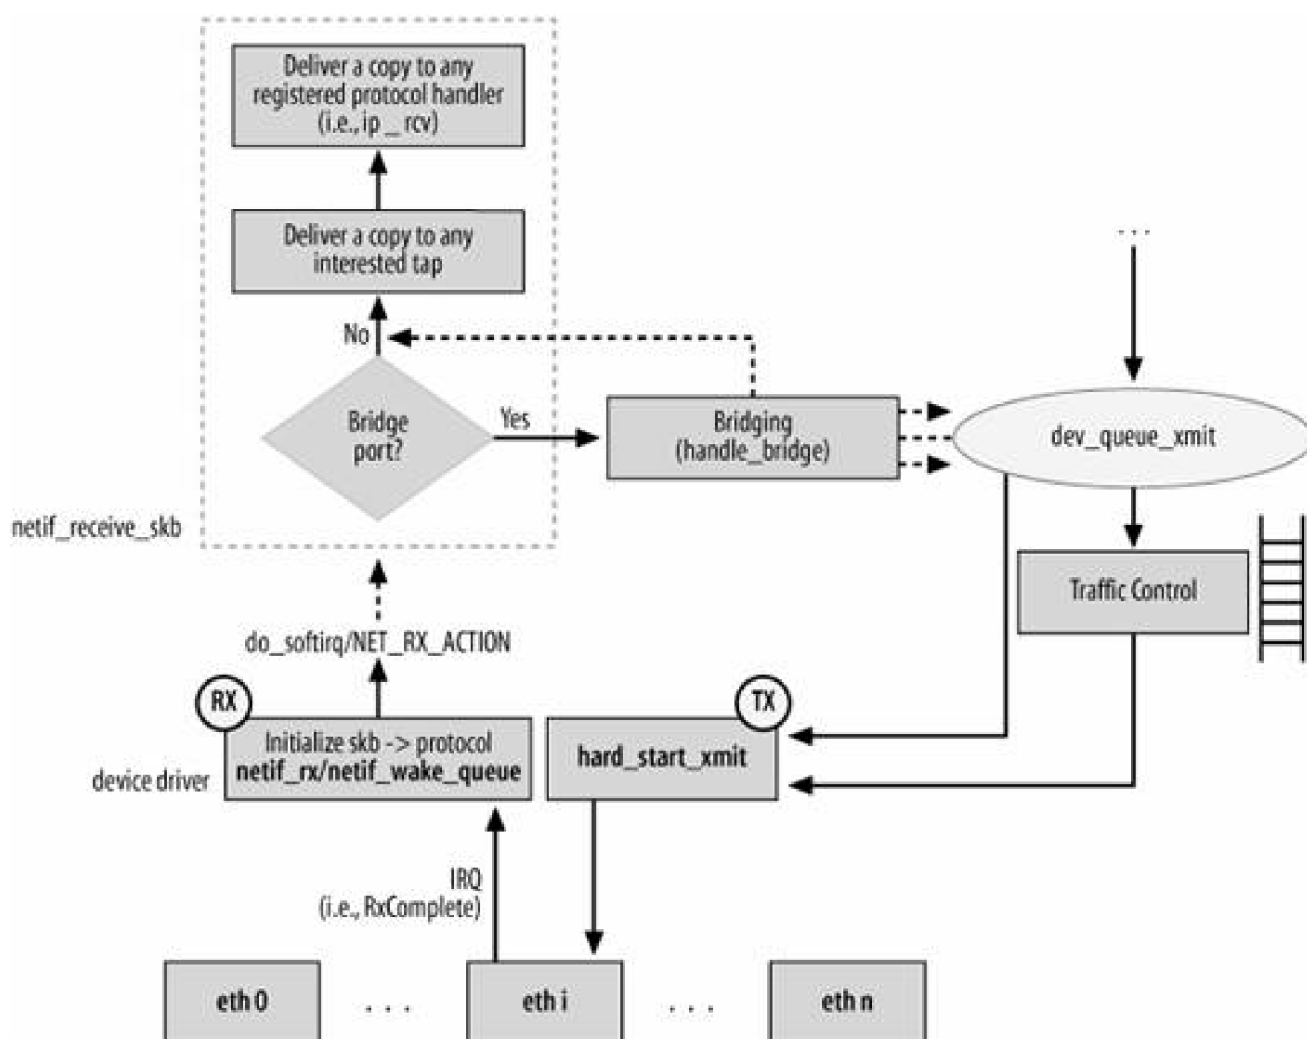 Deliver a copy to any
registered protocol handler
(i.e., ip _ rcv)
Deliver a copy to any
interested tap
. . .
No
Bridge
port?
Yes
Bridging
(handle_bridge)
dev_queue_xmit
netif_receive_skb
Traffic Control
do_softirq/NET_RX_ACTION
RX
TX
Initialize skb -> protocol
netif_rx/netif_wake_queue
hard_start_xmit
device driver
IRQ
(i.e., RxComplete)
eth 0
. . .
eth i
. . .
eth n